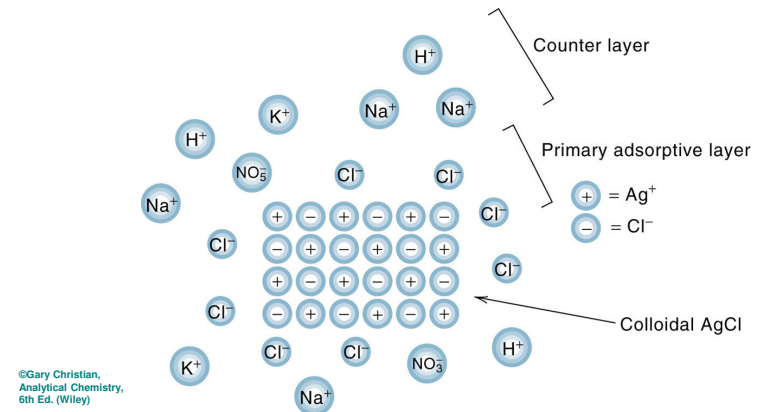 Counter layer
H⁺
K⁺
Na⁺
Na⁺
H⁺
Primary adsorptive layer
NO₅⁻
Cl⁻
Cl⁻
+ = Ag⁺
− = Cl⁻
Na⁺
Cl⁻
+ − + − + −
Cl⁻
− + − + − +
Cl⁻
+ − + − + −
Cl⁻
− + − + − +
Colloidal AgCl
Cl⁻
Cl⁻
NO₃⁻
H⁺
K⁺
Na⁺
©Gary Christian,
Analytical Chemistry,
6th Ed. (Wiley)